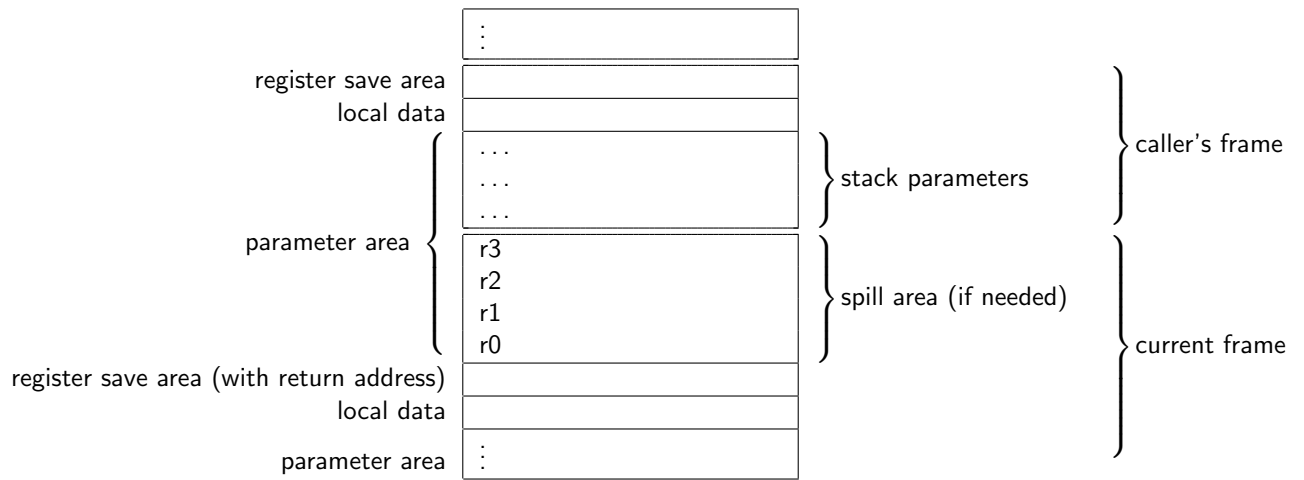 ⋮
register save area
local data
. . .
caller's frame
. . .
stack parameters
. . .
parameter area
r3
r2
spill area (if needed)
r1
r0
current frame
register save area (with return address)
local data
parameter area
⋮